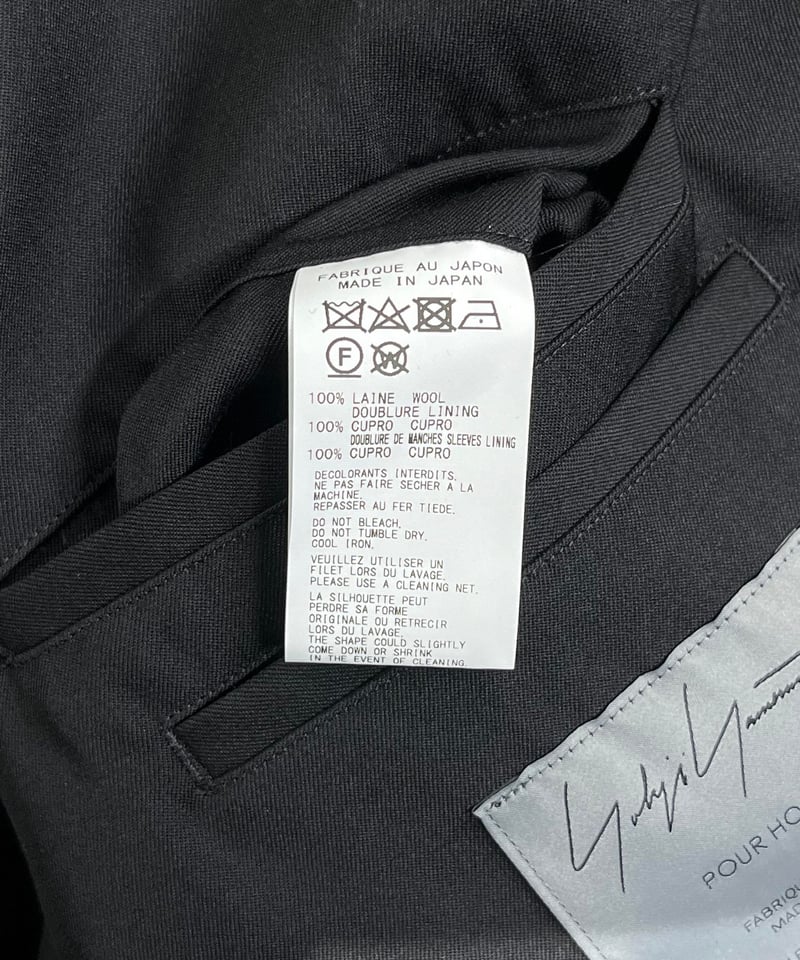 FABRIQUE AU JAPON
MADE IN JAPAN
F W
100% LAINE WOOL
DOUBLURE LINING
100% CUPRO CUPRO
DOUBLURE DE MANCHES SLEEVES LINING
100% CUPRO CUPRO
DECOLORANTS INTERDITS.
NE PAS FAIRE SECHER A LA
MACHINE.
REPASSER AU FER TIEDE.
DO NOT BLEACH.
DO NOT TUMBLE DRY.
COOL IRON.
VEUILLEZ UTILISER UN
FILET LORS DU LAVAGE.
PLEASE USE A CLEANING NET.
LA SILHOUETTE PEUT
PERDRE SA FORME
ORIGINALE OU RETRECIR
LORS DU LAVAGE.
THE SHAPE COULD SLIGHTLY
COME DOWN OR SHRINK
IN THE EVENT OF CLEANING.
Yohji
POUR